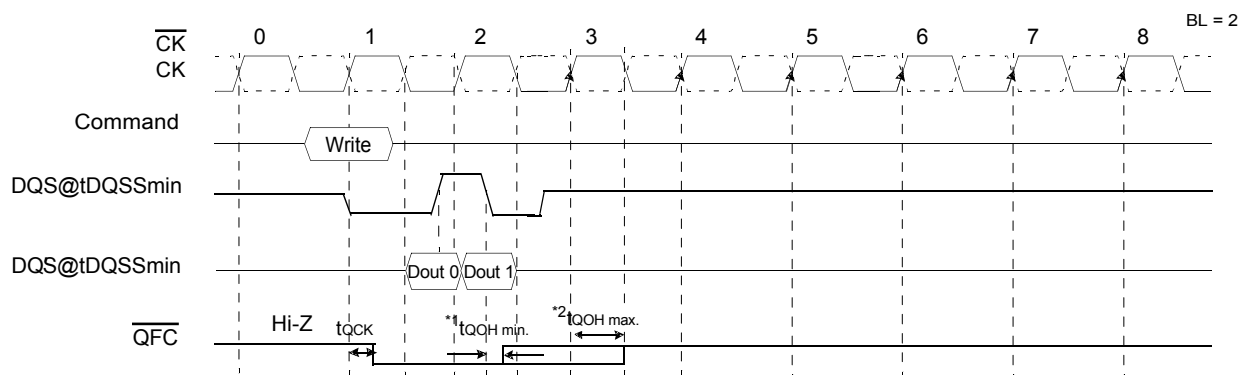 BL = 2
CK 0 1 2 3 4 5 6 7 8
CK
Command
Write
DQS@tDQSSmin
DQS@tDQSSmin
Dout 0 Dout 1
QFC Hi-Z tQCK *1tQOH min. *2tQOH max.